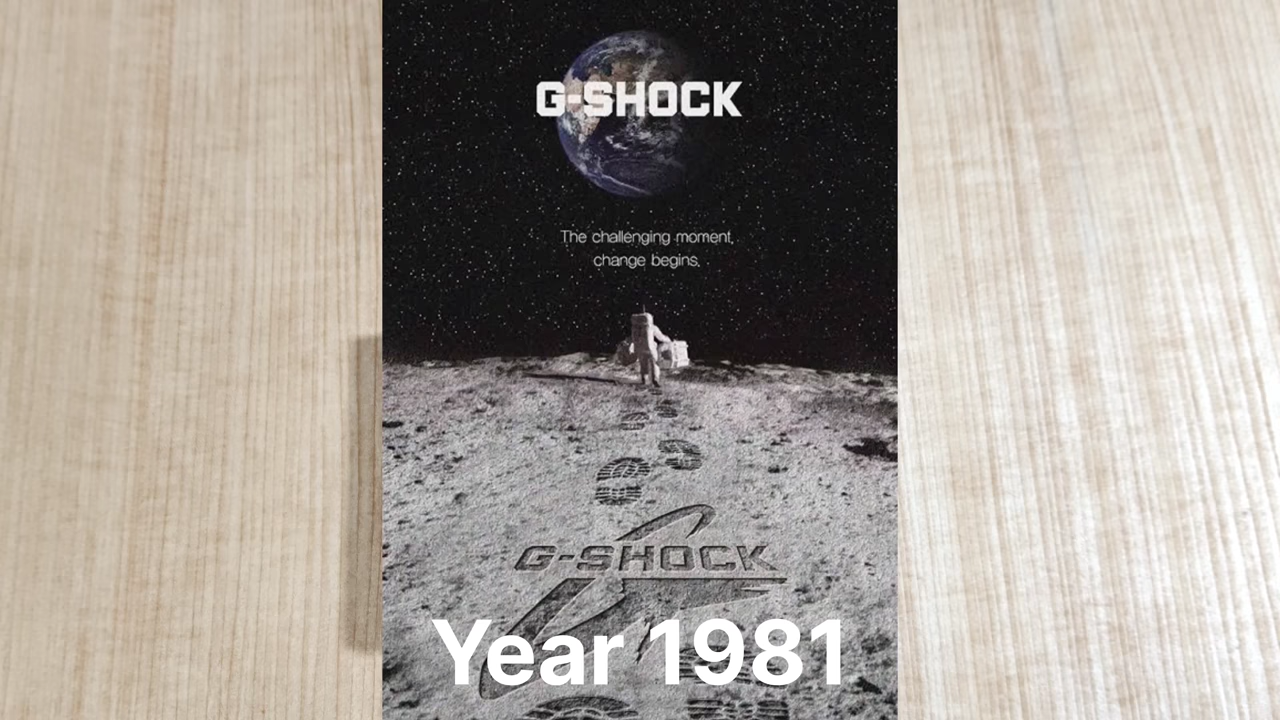 G-SHOCK
The challenging moment,
change begins.
G-SHOCK
Year 1981